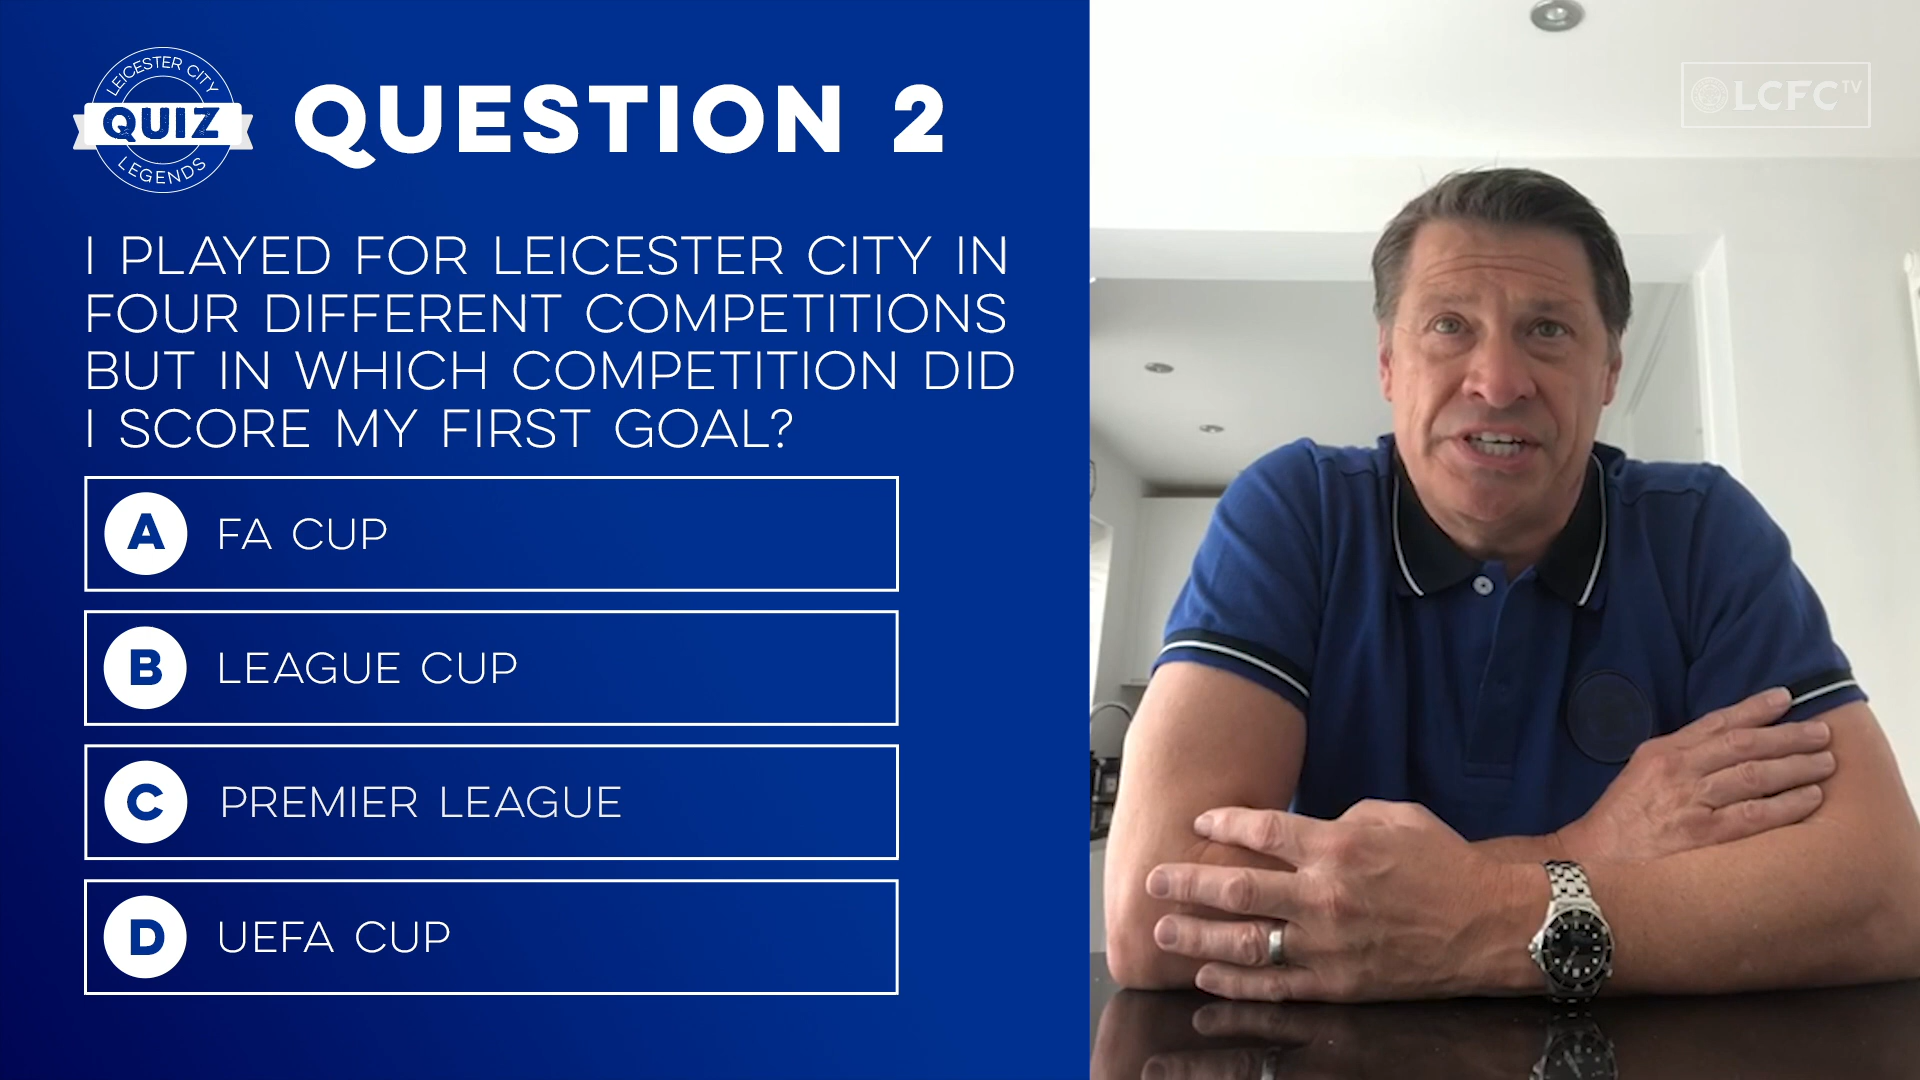 LEICESTER CITY
QUIZ
LEGENDS
QUESTION 2
I PLAYED FOR LEICESTER CITY IN
FOUR DIFFERENT COMPETITIONS
BUT IN WHICH COMPETITION DID
I SCORE MY FIRST GOAL?
A FA CUP
B LEAGUE CUP
C PREMIER LEAGUE
D UEFA CUP
LCFC TV